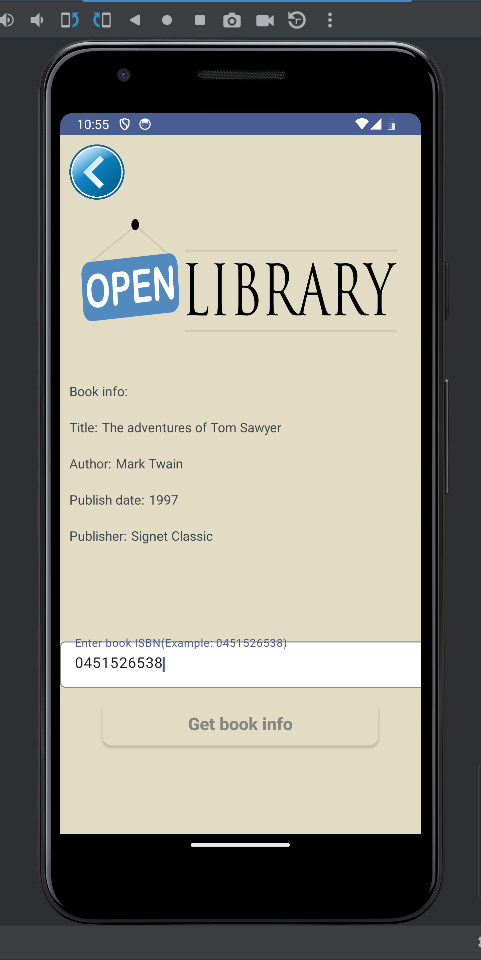 10:55
OPEN LIBRARY
Book info:
Title: The adventures of Tom Sawyer
Author: Mark Twain
Publish date: 1997
Publisher: Signet Classic
Enter book ISBN(Example: 0451526538)
0451526538
Get book info